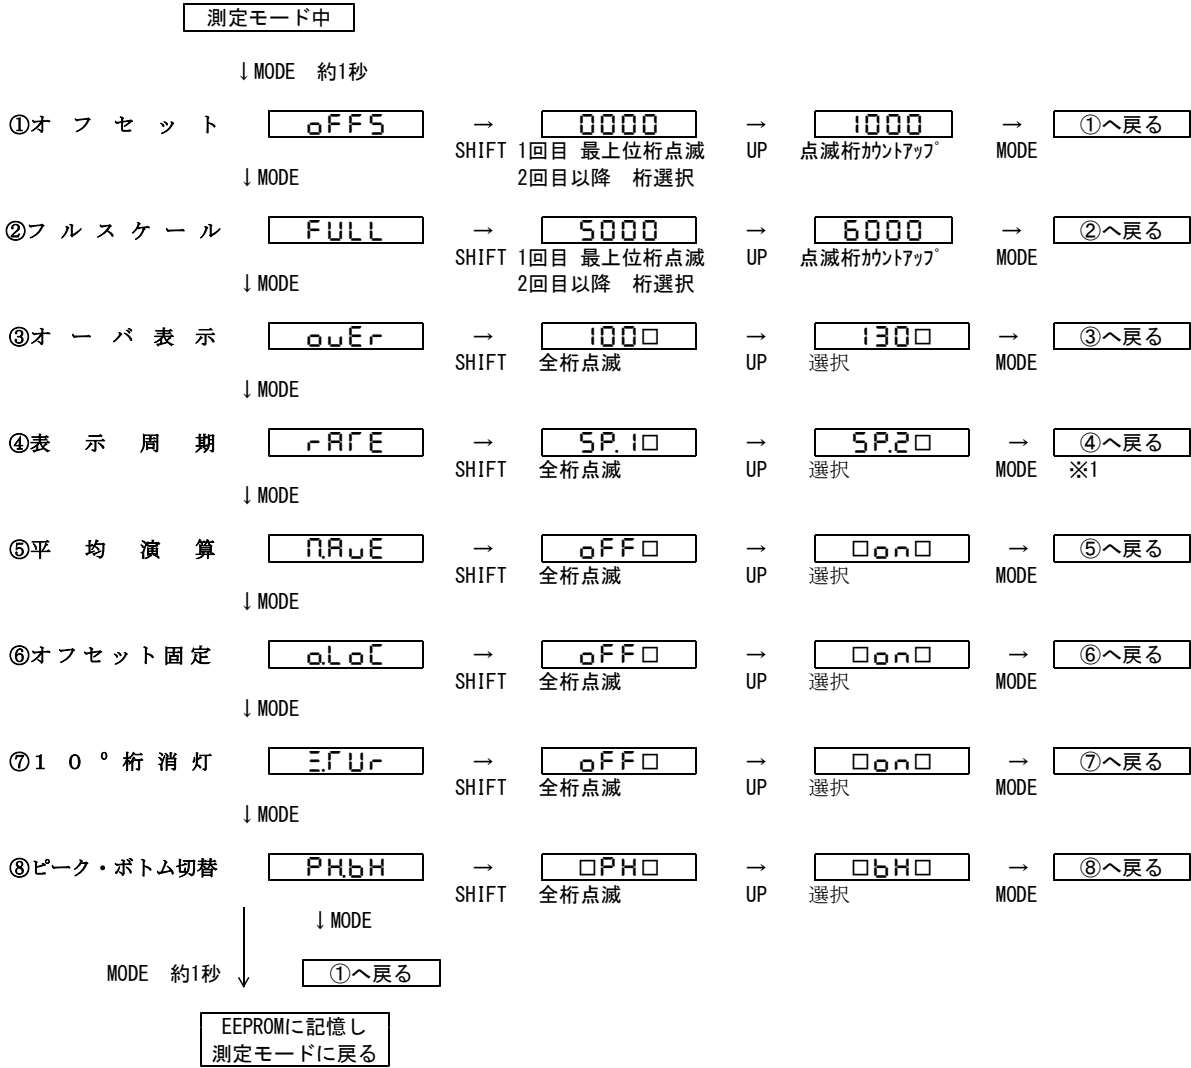 測定モード中
↓MODE 約1秒
①オフセット oFFS → 0000 → 1000 → ①へ戻る
SHIFT 1回目 最上位桁点滅 UP 点滅桁ｶｳﾝﾄｱｯﾌﾟ MODE
↓MODE 2回目以降 桁選択
②フルスケール FULL → 5000 → 6000 → ②へ戻る
SHIFT 1回目 最上位桁点滅 UP 点滅桁ｶｳﾝﾄｱｯﾌﾟ MODE
↓MODE 2回目以降 桁選択
③オーバ表示 ouEr → 100□ → 130□ → ③へ戻る
SHIFT 全桁点滅 UP 選択 MODE
↓MODE
④表示周期 rATE → SP.1□ → SP.2□ → ④へ戻る
SHIFT 全桁点滅 UP 選択 MODE ※1
↓MODE
⑤平均演算 M.AuE → oFF□ → □on□ → ⑤へ戻る
SHIFT 全桁点滅 UP 選択 MODE
↓MODE
⑥オフセット固定 o.LoC → oFF□ → □on□ → ⑥へ戻る
SHIFT 全桁点滅 UP 選択 MODE
↓MODE
⑦10⁰桁消灯 Ξ.TUr → oFF□ → □on□ → ⑦へ戻る
SHIFT 全桁点滅 UP 選択 MODE
↓MODE
⑧ピーク・ボトム切替 PH.bH → □PH□ → □bH□ → ⑧へ戻る
SHIFT 全桁点滅 UP 選択 MODE
↓MODE
MODE 約1秒 ①へ戻る
EEPROMに記憶し
測定モードに戻る